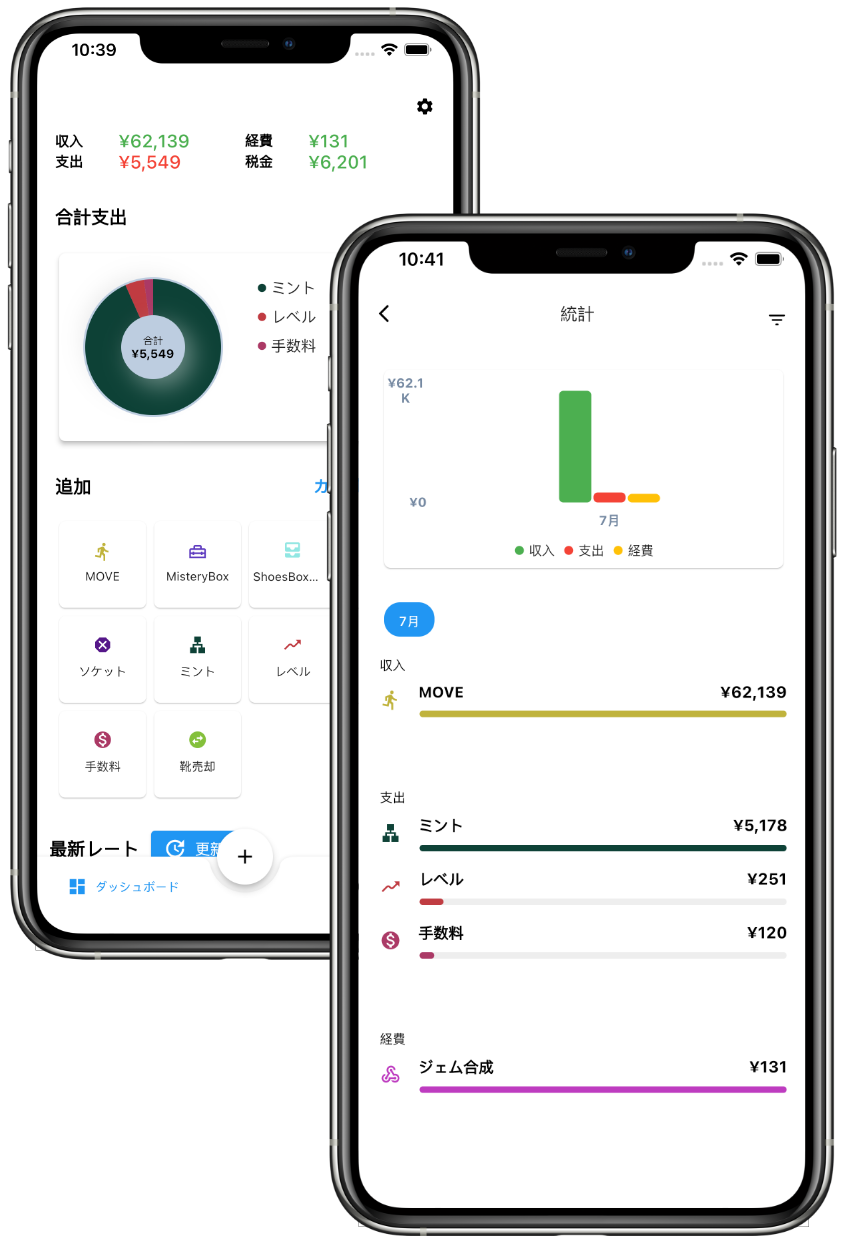 10:39
収入 ¥62,139 経費 ¥131
支出 ¥5,549 税金 ¥6,201
合計支出
合計
¥5,549
ミント
レベル
手数料
追加
カ
MOVE MisteryBox ShoesBox...
ソケット ミント レベル
手数料 靴売却
最新レート 更新
+
ダッシュボード
10:41
統計
¥62.1
K
¥0
7月
収入 支出 経費
7月
収入
MOVE ¥62,139
支出
ミント ¥5,178
レベル ¥251
手数料 ¥120
経費
ジェム合成 ¥131